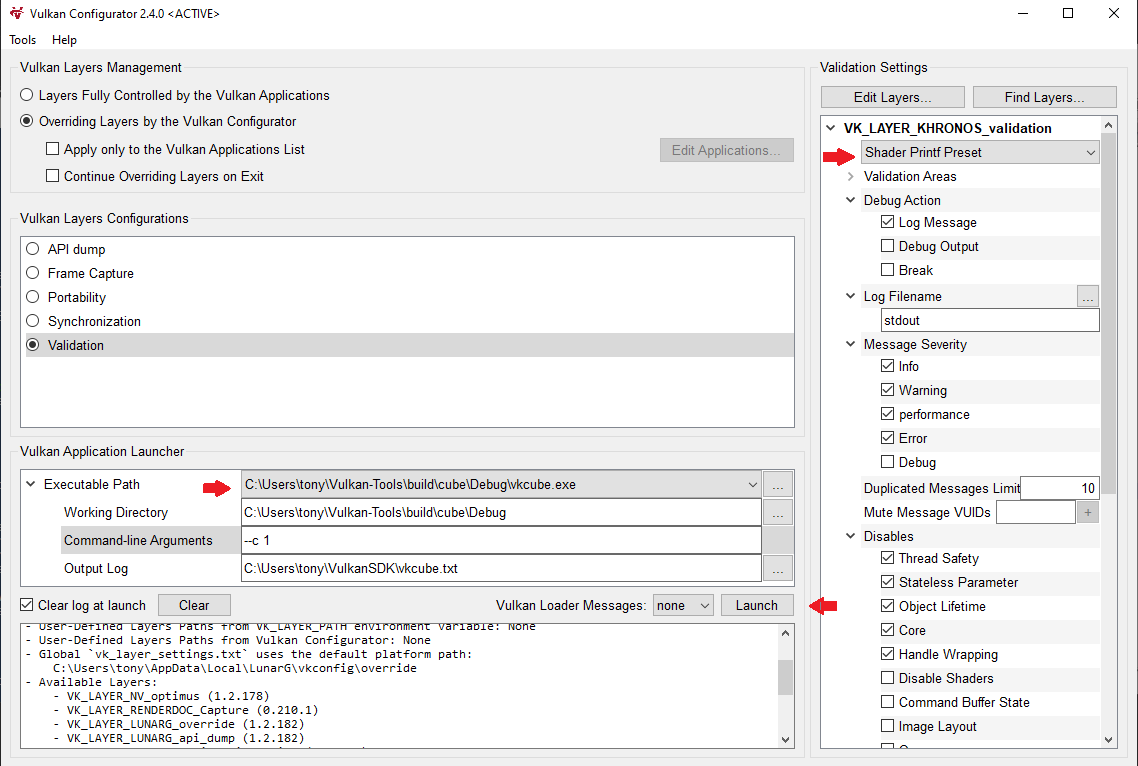 Vulkan Configurator 2.4.0 <ACTIVE>
Tools Help
Vulkan Layers Management
Layers Fully Controlled by the Vulkan Applications
Overriding Layers by the Vulkan Configurator
Apply only to the Vulkan Applications List
Edit Applications...
Continue Overriding Layers on Exit
Vulkan Layers Configurations
API dump
Frame Capture
Portability
Synchronization
Validation
Vulkan Application Launcher
Executable Path C:\Users\tony\Vulkan-Tools\build\cube\Debug\vkcube.exe ...
Working Directory C:\Users\tony\Vulkan-Tools\build\cube\Debug ...
Command-line Arguments --c 1
Output Log C:\Users\tony\VulkanSDK\vkcube.txt ...
Clear log at launch Clear Vulkan Loader Messages: none Launch
- User-Defined Layers Paths from VK_LAYER_PATH environment variable: None
- User-Defined Layers Paths from Vulkan Configurator: None
- Global `vk_layer_settings.txt` uses the default platform path:
C:\Users\tony\AppData\Local\LunarG\vkconfig\override
- Available Layers:
- VK_LAYER_NV_optimus (1.2.178)
- VK_LAYER_RENDERDOC_Capture (0.210.1)
- VK_LAYER_LUNARG_override (1.2.182)
- VK_LAYER_LUNARG_api_dump (1.2.182)
Validation Settings
Edit Layers... Find Layers...
VK_LAYER_KHRONOS_validation
Shader Printf Preset
Validation Areas
Debug Action
Log Message
Debug Output
Break
Log Filename ...
stdout
Message Severity
Info
Warning
performance
Error
Debug
Duplicated Messages Limit 10
Mute Message VUIDs +
Disables
Thread Safety
Stateless Parameter
Object Lifetime
Core
Handle Wrapping
Disable Shaders
Command Buffer State
Image Layout